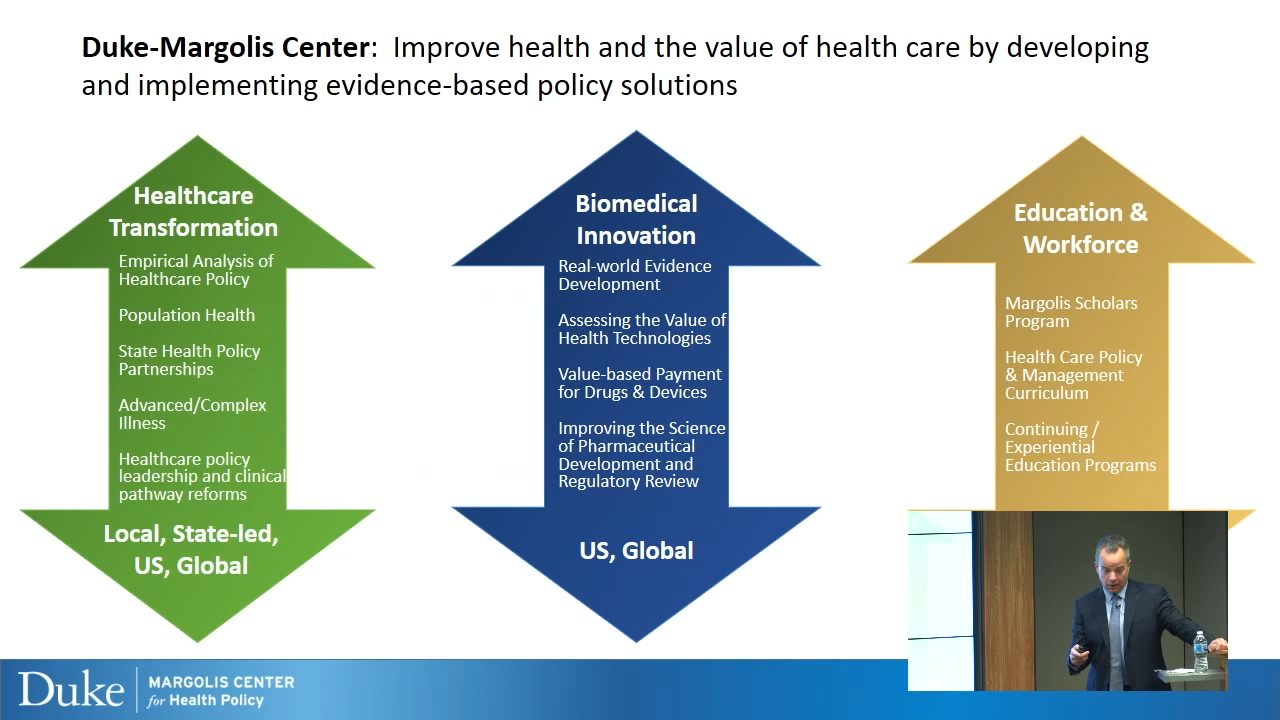 Duke-Margolis Center: Improve health and the value of health care by developing
and implementing evidence-based policy solutions
Healthcare
Transformation
Empirical Analysis of
Healthcare Policy
Population Health
State Health Policy
Partnerships
Advanced/Complex
Illness
Healthcare policy
leadership and clinical
pathway reforms
Local, State-led,
US, Global
Biomedical
Innovation
Real-world Evidence
Development
Assessing the Value of
Health Technologies
Value-based Payment
for Drugs & Devices
Improving the Science
of Pharmaceutical
Development and
Regulatory Review
US, Global
Education &
Workforce
Margolis Scholars
Program
Health Care Policy
& Management
Curriculum
Continuing /
Experiential
Education Programs
Duke
MARGOLIS CENTER
for Health Policy